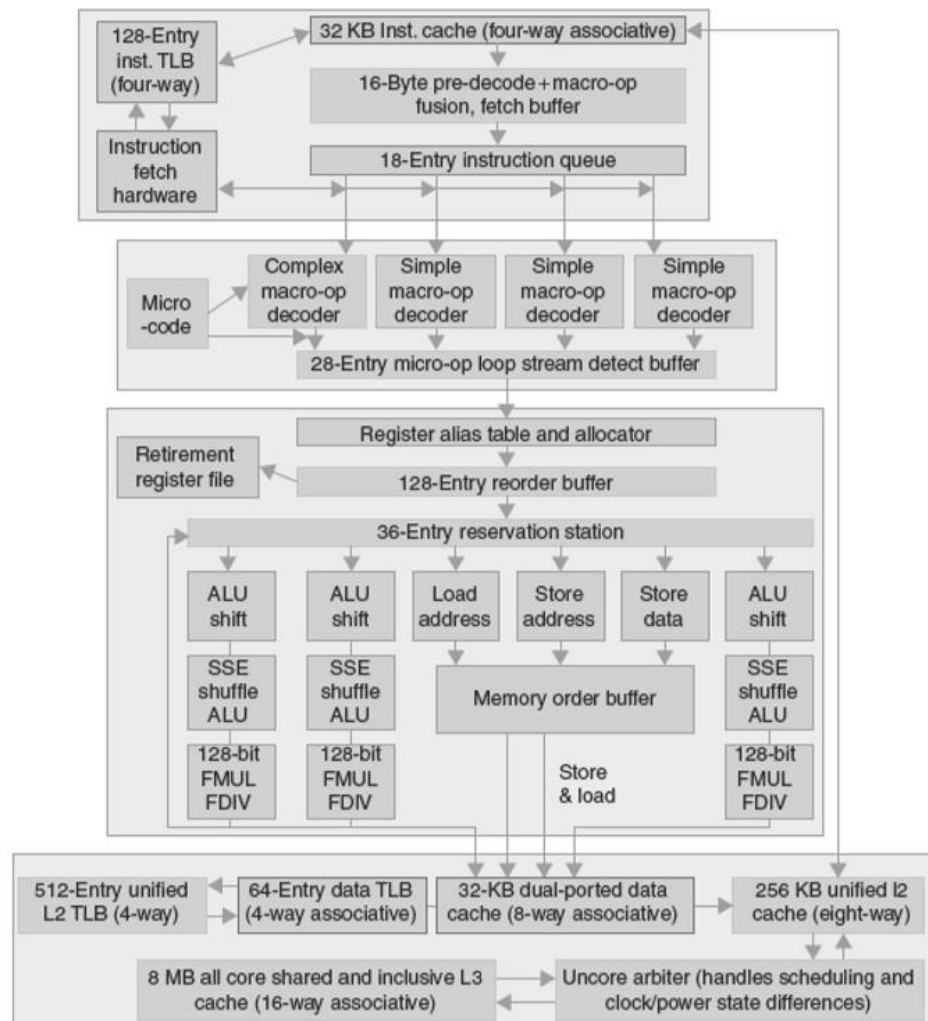 128-Entry
inst. TLB
(four-way)
32 KB Inst. cache (four-way associative)
16-Byte pre-decode + macro-op
fusion, fetch buffer
Instruction
fetch
hardware
18-Entry instruction queue
Micro
-code
Complex
macro-op
decoder
Simple
macro-op
decoder
Simple
macro-op
decoder
Simple
macro-op
decoder
28-Entry micro-op loop stream detect buffer
Register alias table and allocator
Retirement
register file
128-Entry reorder buffer
36-Entry reservation station
ALU
shift
ALU
shift
Load
address
Store
address
Store
data
ALU
shift
SSE
shuffle
ALU
SSE
shuffle
ALU
Memory order buffer
SSE
shuffle
ALU
128-bit
FMUL
FDIV
128-bit
FMUL
FDIV
Store
& load
128-bit
FMUL
FDIV
512-Entry unified
L2 TLB (4-way)
64-Entry data TLB
(4-way associative)
32-KB dual-ported data
cache (8-way associative)
256 KB unified l2
cache (eight-way)
8 MB all core shared and inclusive L3
cache (16-way associative)
Uncore arbiter (handles scheduling and
clock/power state differences)